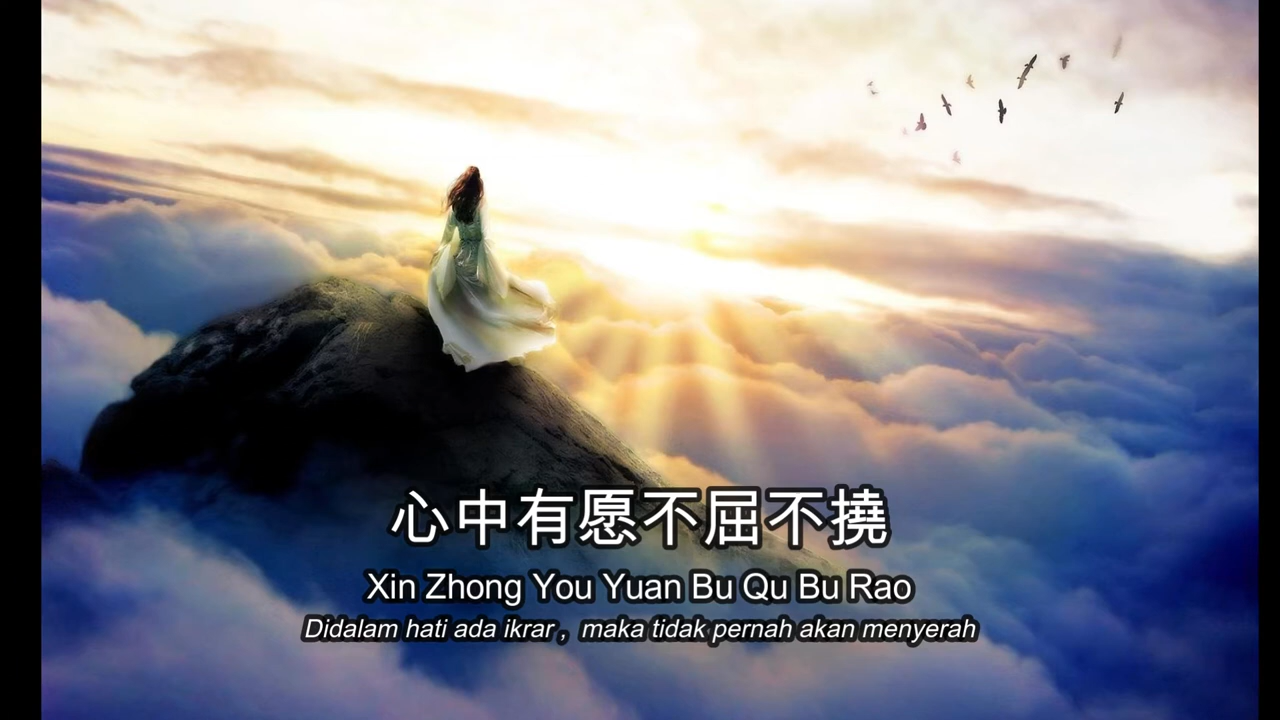 心中有愿不屈不撓
Xin Zhong You Yuan Bu Qu Bu Rao
Didalam hati ada ikrar , maka tidak pernah akan menyerah